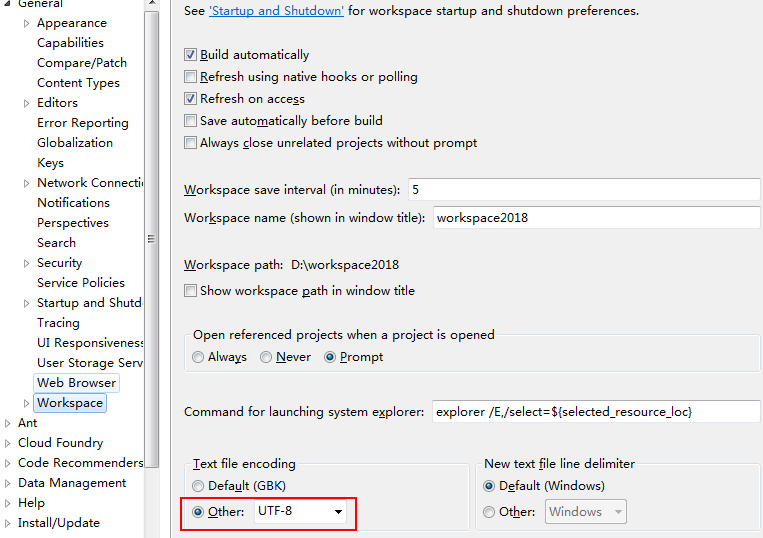 General
Appearance
Capabilities
Compare/Patch
Content Types
Editors
Error Reporting
Globalization
Keys
Network Connectio
Notifications
Perspectives
Search
Security
Service Policies
Startup and Shutdo
Tracing
UI Responsiveness
User Storage Serv
Web Browser
Workspace
Ant
Cloud Foundry
Code Recommenders
Data Management
Help
Install/Update
See 'Startup and Shutdown' for workspace startup and shutdown preferences.
Build automatically
Refresh using native hooks or polling
Refresh on access
Save automatically before build
Always close unrelated projects without prompt
Workspace save interval (in minutes): 5
Workspace name (shown in window title): workspace2018
Workspace path: D:\workspace2018
Show workspace path in window title
Open referenced projects when a project is opened
Always Never Prompt
Command for launching system explorer: explorer /E,/select=${selected_resource_loc}
Text file encoding
Default (GBK)
Other: UTF-8
New text file line delimiter
Default (Windows)
Other: Windows